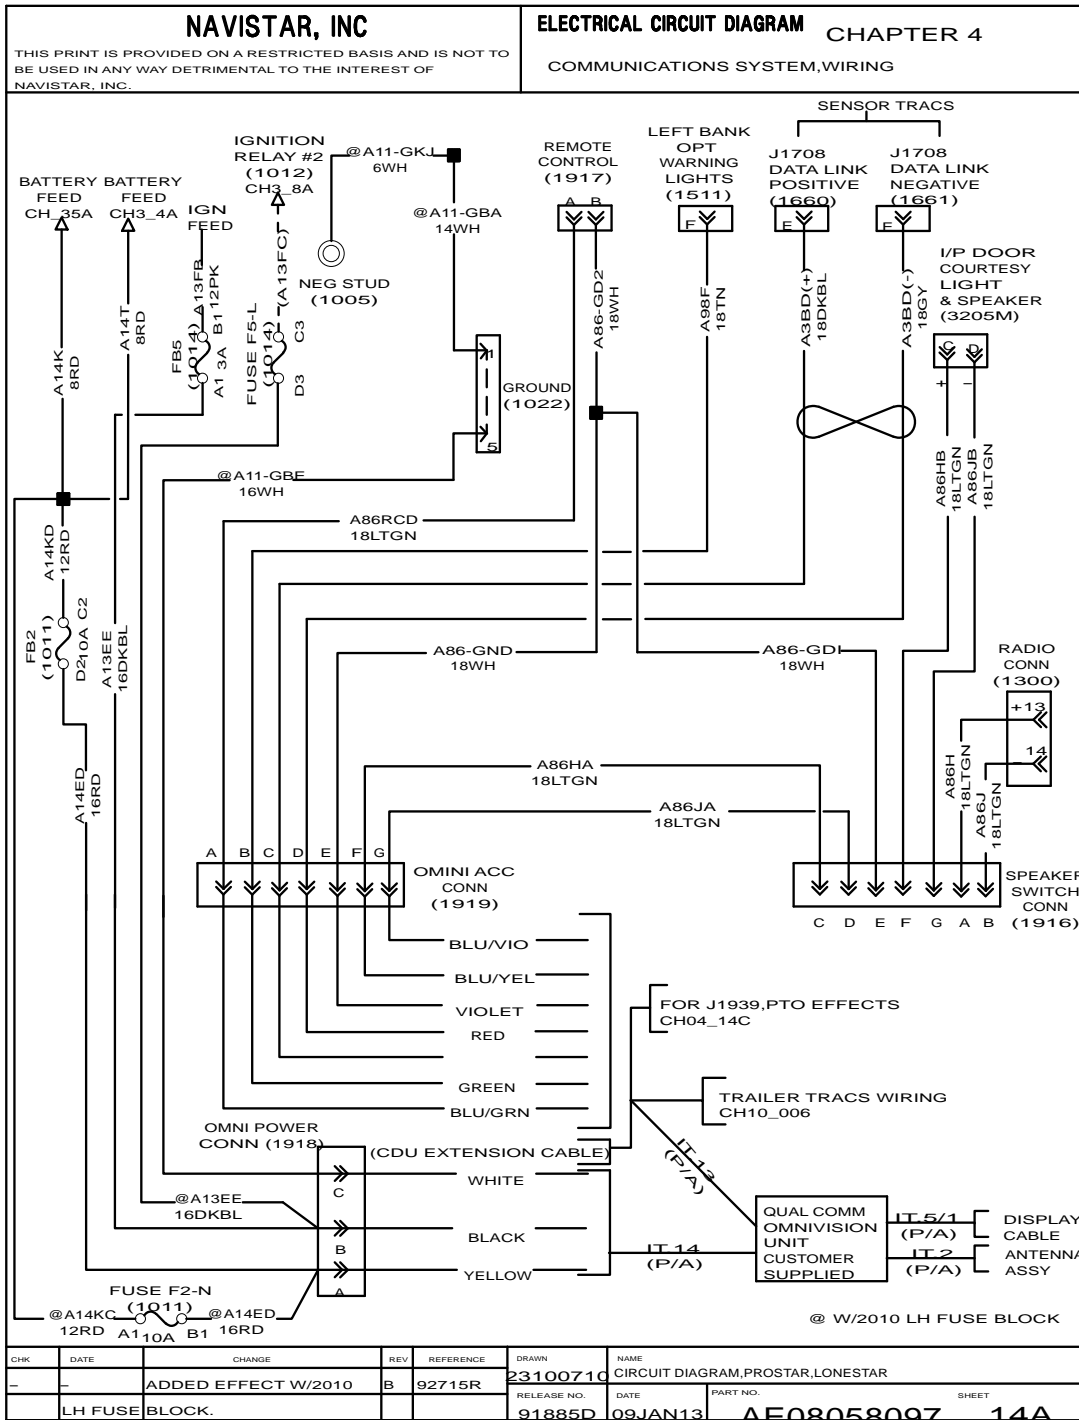 NAVISTAR, INC
THIS PRINT IS PROVIDED ON A RESTRICTED BASIS AND IS NOT TO
BE USED IN ANY WAY DETRIMENTAL TO THE INTEREST OF
NAVISTAR, INC.
ELECTRICAL CIRCUIT DIAGRAM
CHAPTER 4
COMMUNICATIONS SYSTEM,WIRING
SENSOR TRACS
BATTERY
FEED
CH_35A
BATTERY
FEED
CH3_4A
IGN
FEED
IGNITION
RELAY #2
(1012)
CH3_8A
@A11-GKJ
6WH
@A11-GBA
14WH
NEG STUD
(1005)
REMOTE
CONTROL
(1917)
A B
LEFT BANK
OPT
WARNING
LIGHTS
(1511)
F
J1708
DATA LINK
POSITIVE
(1660)
E
J1708
DATA LINK
NEGATIVE
(1661)
F
I/P DOOR
COURTESY
LIGHT
& SPEAKER
(3205M)
C D
+ –
A14K
8RD
A14T
8RD
FB5
(1014)
A1 3A B1
A13FB
12PK
FUSE F5-L
(1014)
(A13FC)
D3 C3
1
5
GROUND
(1022)
A86-GD2
18WH
A98F
18TN
A3BD(+)
18DKBL
A3BD(-)
18GY
A86HB
18LTGN
A86JB
18LTGN
@A11-GBE
16WH
A86RCD
18LTGN
A14KD
12RD
FB2
(1011)
D2 10A C2
A13EE
16DKBL
A14ED
16RD
A86-GND
18WH
A86-GDI
18WH
RADIO
CONN
(1300)
+13
14
–
A86H
18LTGN
A86J
18LTGN
A86HA
18LTGN
A86JA
18LTGN
A B C D E F G
OMINI ACC
CONN
(1919)
SPEAKER
SWITCH
CONN
(1916)
C D E F G A B
BLU/VIO
BLU/YEL
VIOLET
RED
GREEN
BLU/GRN
FOR J1939,PTO EFFECTS
CH04_14C
TRAILER TRACS WIRING
CH10_006
OMNI POWER
CONN (1918)
(CDU EXTENSION CABLE)
C
B
A
WHITE
BLACK
YELLOW
@A13EE
16DKBL
IT.13
(P/A)
IT.14
(P/A)
QUAL COMM
OMNIVISION
UNIT
CUSTOMER
SUPPLIED
IT.5/1
(P/A)
IT.2
(P/A)
DISPLAY
CABLE
ANTENNA
ASSY
FUSE F2-N
(1011)
@A14KC
12RD
A1 10A B1
@A14ED
16RD
@ W/2010 LH FUSE BLOCK
CHK DATE CHANGE REV REFERENCE
– – ADDED EFFECT W/2010 B 92715R
LH FUSE BLOCK.
DRAWN
23100710
NAME
CIRCUIT DIAGRAM,PROSTAR,LONESTAR
RELEASE NO.
91885D
DATE
09JAN13
PART NO.
AE08058097
SHEET
14A